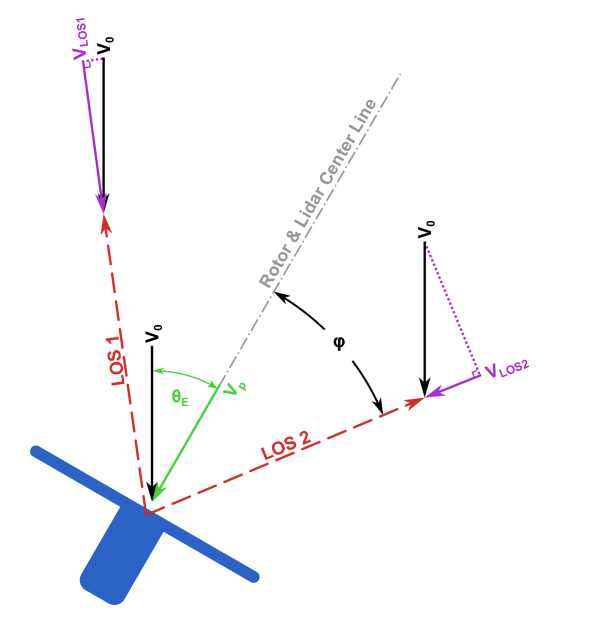 V_LOS1
V_0
Rotor & Lidar Center Line
V_0
φ
V_0
LOS 1
θ_E
V_p
V_LOS2
LOS 2